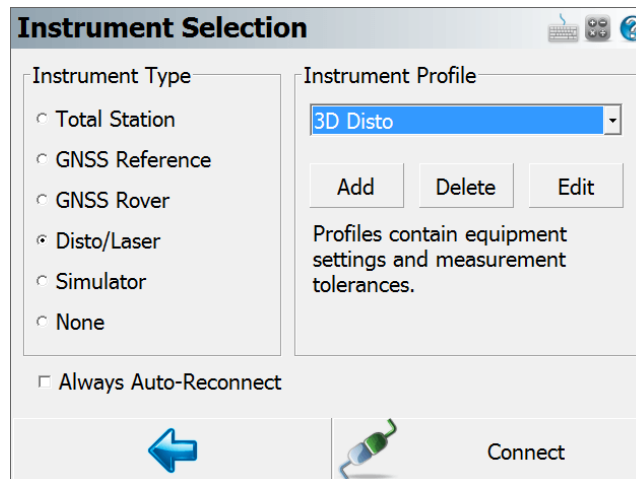 Instrument Selection
Instrument Type
Total Station
GNSS Reference
GNSS Rover
Disto/Laser
Simulator
None
Always Auto-Reconnect
Instrument Profile
3D Disto
Add Delete Edit
Profiles contain equipment
settings and measurement
tolerances.
Connect